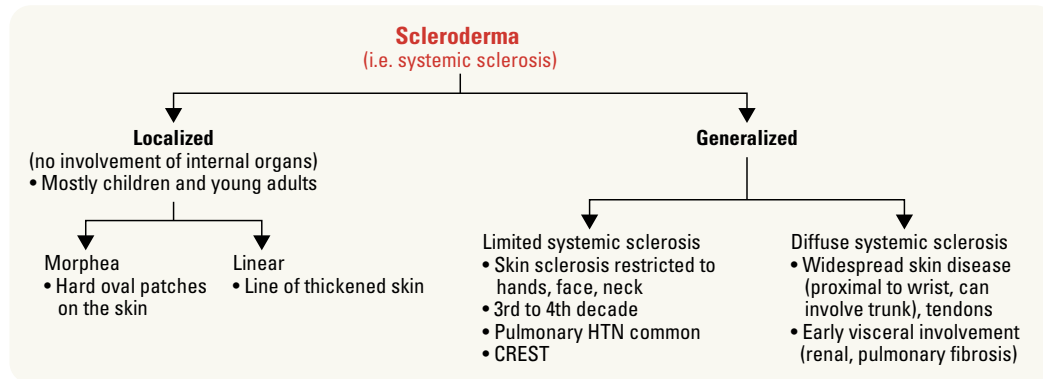 Scleroderma
(i.e. systemic sclerosis)
Localized
(no involvement of internal organs)
• Mostly children and young adults
Morphea
• Hard oval patches
on the skin
Linear
• Line of thickened skin
Generalized
Limited systemic sclerosis
• Skin sclerosis restricted to
hands, face, neck
• 3rd to 4th decade
• Pulmonary HTN common
• CREST
Diffuse systemic sclerosis
• Widespread skin disease
(proximal to wrist, can
involve trunk), tendons
• Early visceral involvement
(renal, pulmonary fibrosis)